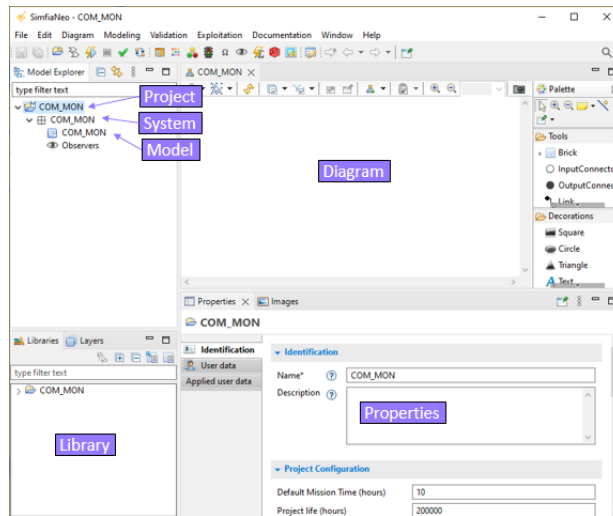 SimfiaNeo - COM_MON
File Edit Diagram Modeling Validation Exploitation Documentation Window Help
Model Explorer
COM_MON
type filter text
COM_MON
Project
COM_MON
System
COM_MON
Model
Observers
Diagram
Palette
Tools
Brick
InputConnecto
OutputConnec
Link
Decorations
Square
Circle
Triangle
Text
Properties
Images
COM_MON
Identification
User data
Applied user data
Identification
Name*
COM_MON
Description
Properties
Project Configuration
Default Mission Time (hours)
10
Project life (hours)
200000
Libraries
Layers
type filter text
COM_MON
Library